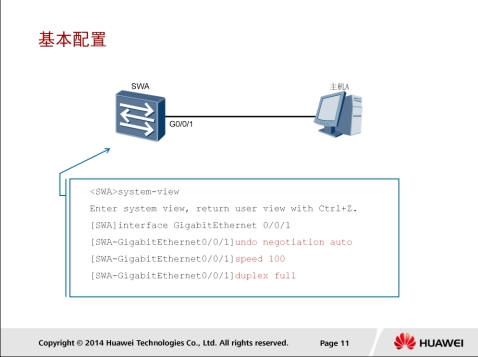 基本配置
SWA
主机A
G0/0/1
<SWA>system-view
Enter system view, return user view with Ctrl+Z.
[SWA]interface GigabitEthernet 0/0/1
[SWA-GigabitEthernet0/0/1]undo negotiation auto
[SWA-GigabitEthernet0/0/1]speed 100
[SWA-GigabitEthernet0/0/1]duplex full
Copyright © 2014 Huawei Technologies Co., Ltd. All rights reserved.
Page 11
HUAWEI